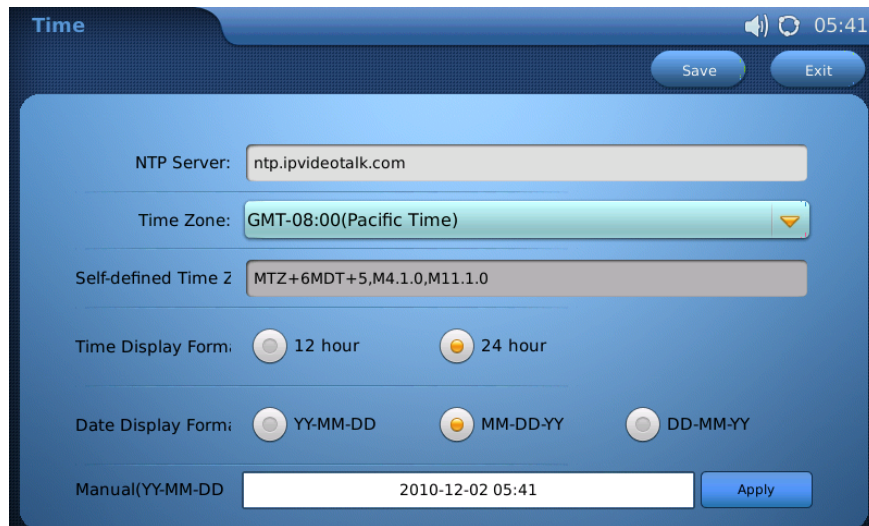 Time 05:41
Save Exit
NTP Server: ntp.ipvideotalk.com
Time Zone: GMT-08:00(Pacific Time)
Self-defined Time Z MTZ+6MDT+5,M4.1.0,M11.1.0
Time Display Forma 12 hour 24 hour
Date Display Forma YY-MM-DD MM-DD-YY DD-MM-YY
Manual(YY-MM-DD 2010-12-02 05:41 Apply